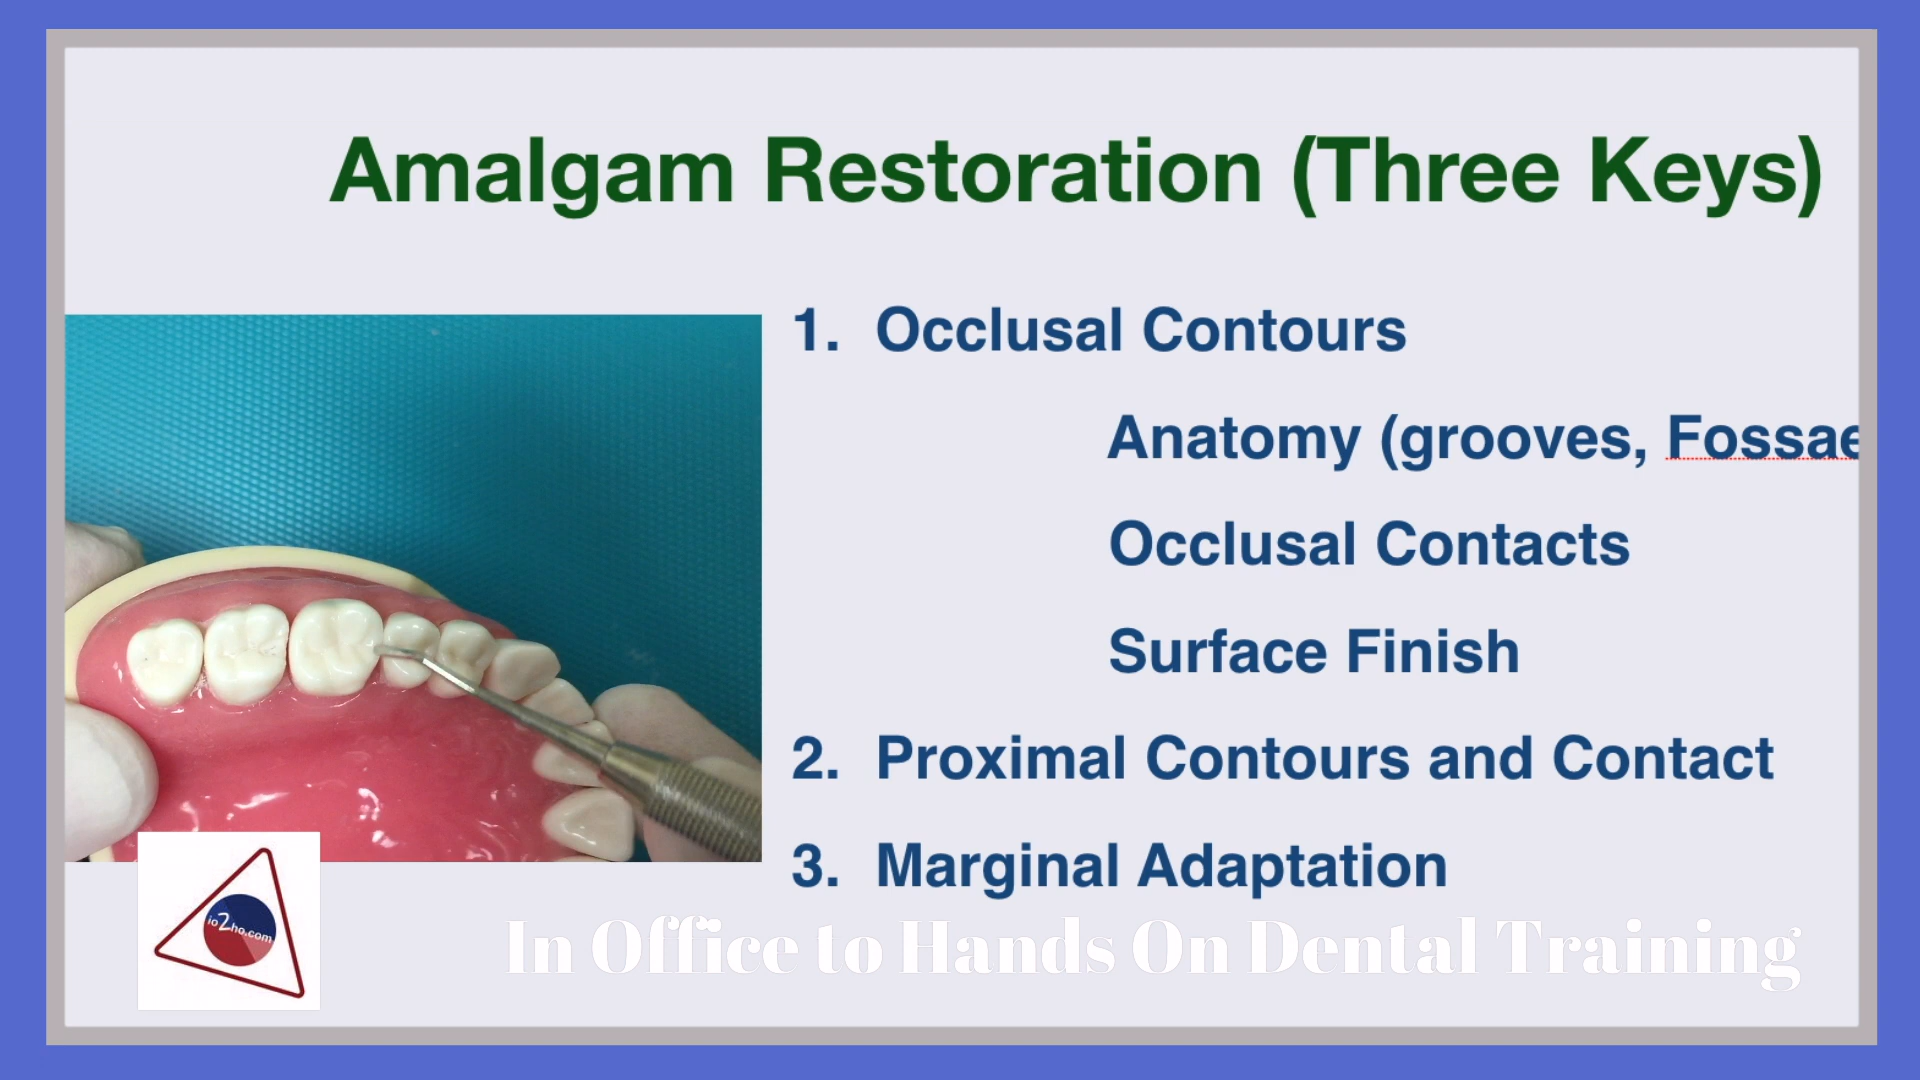 Amalgam Restoration (Three Keys)
1. Occlusal Contours
Anatomy (grooves, Fossae
Occlusal Contacts
Surface Finish
2. Proximal Contours and Contact
3. Marginal Adaptation
In Office to Hands On Dental Training
io2ho.com